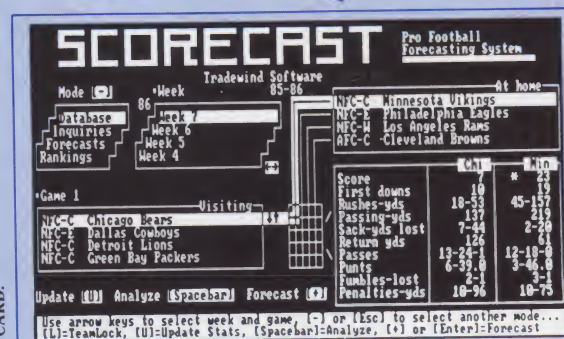 SCORECAST
Pro Football
Forecasting System
Tradewind Software
85-86
Mode [-]
Database
Inquiries
Forecasts
Rankings
•Week
86
Week 7
Week 6
Week 5
Week 4
At home
NFC-C Minnesota Vikings
NFC-E Philadelphia Eagles
NFC-W Los Angeles Rams
AFC-C Cleveland Browns
•Game 1
Visiting
NFC-C Chicago Bears
NFC-E Dallas Cowboys
NFC-C Detroit Lions
NFC-C Green Bay Packers
Chi Min
Score 7 * 23
First downs 10 19
Rushes-yds 18-53 45-157
Passing-yds 137 219
Sack-yds lost 7-44 2-20
Return yds 126 61
Passes 13-24-1 12-18-0
Punts 6-39.0 3-46.0
Fumbles-lost 2-1 5-1
Penalties-yds 10-96 10-75
Update [U] Analyze [Spacebar] Forecast
Use arrow keys to select week and game, [-] or [Esc] to select another mode...
[L]=TeamLock, [U]=Update Stats, [Spacebar]=Analyze, [+] or [Enter]=Forecast
CARD.